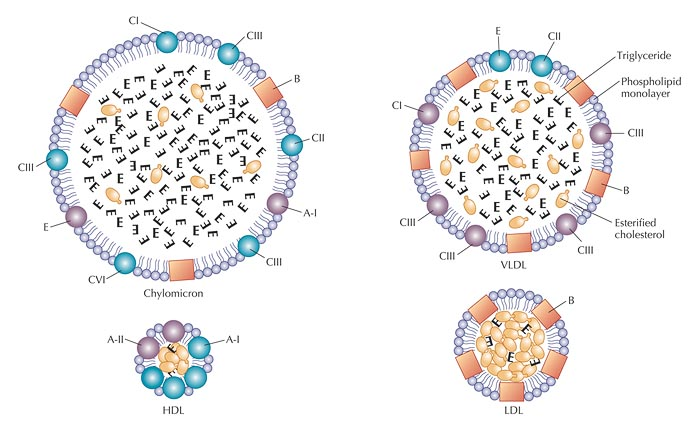 CI
CIII
B
CII
CIII
E
A-I
CIII
CVI
Chylomicron
E
CII
Triglyceride
Phospholipid
monolayer
CI
CIII
B
Esterified
cholesterol
CIII
CIII
CIII
VLDL
A-II
A-I
HDL
B
LDL